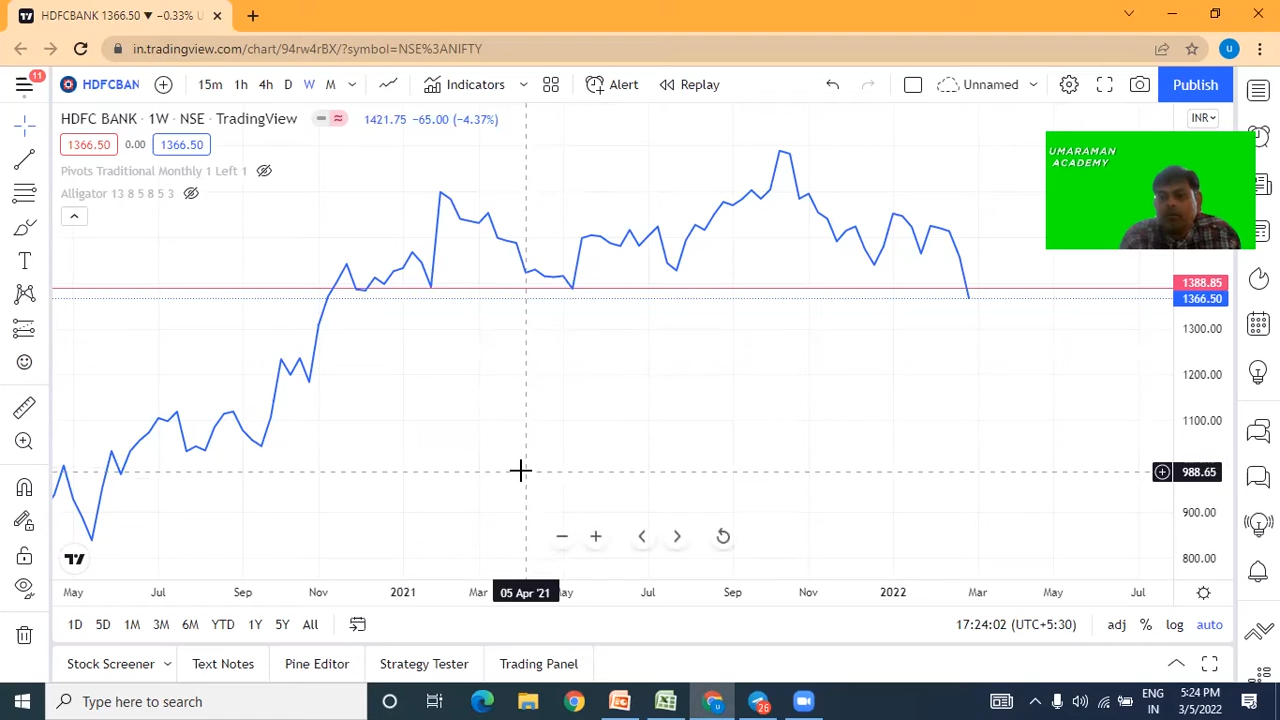 HDFCBANK 1366.50 ▼ −0.33% NSE
in.tradingview.com/chart/94rw4rBX/?symbol=NSE%3ANIFTY
u
11
HDFCBAN
15m 1h 4h D W M
Indicators
Alert
Replay
Unnamed
Publish
HDFC BANK · 1W · NSE · TradingView
1421.75 −65.00 (−4.37%)
INR
1366.50 0.00 1366.50
Pivots Traditional Monthly 1 Left 1
Alligator 13 8 5 8 5 3
UMARAMAN
ACADEMY
1388.85
1366.50
1300.00
1200.00
1100.00
988.65
900.00
800.00
May Jul Sep Nov 2021 Mar 05 Apr '21 Jul Sep Nov 2022 Mar May Jul
1D 5D 1M 3M 6M YTD 1Y 5Y All
17:24:02 (UTC+5:30)
adj % log auto
Stock Screener
Text Notes
Pine Editor
Strategy Tester
Trading Panel
Type here to search
26
ENG
IN
5:24 PM
3/5/2022